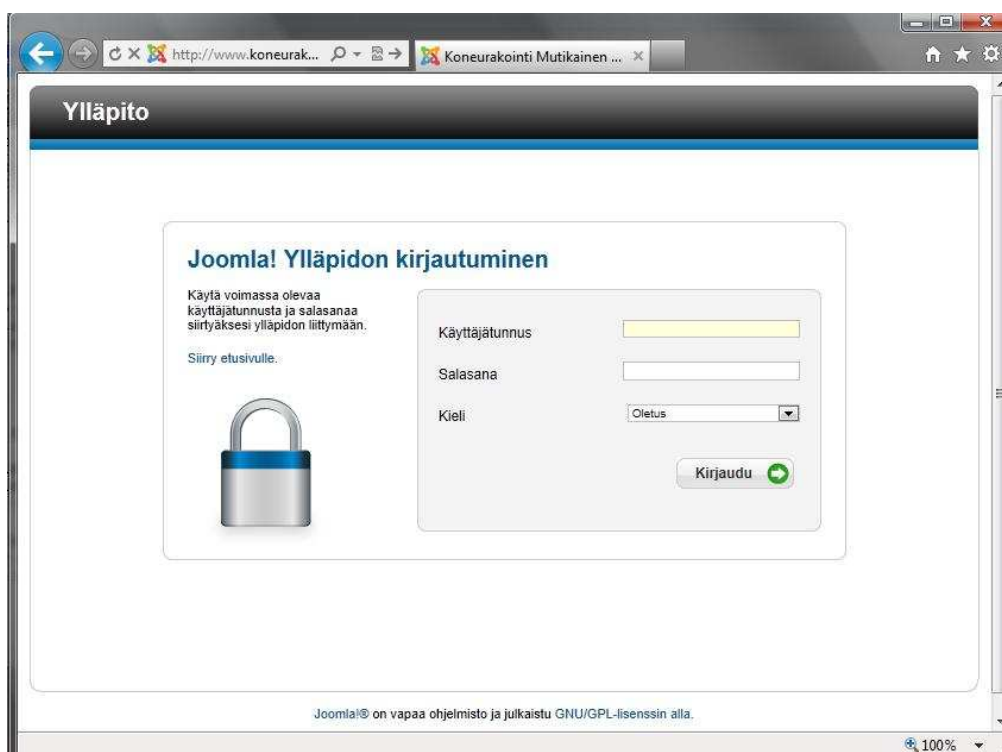 http://www.koneurak...
Koneurakointi Mutikainen ...
Ylläpito
Joomla! Ylläpidon kirjautuminen
Käytä voimassa olevaa
käyttäjätunnusta ja salasanaa
siirtyäksesi ylläpidon liittymään.
Siirry etusivulle.
Käyttäjätunnus
Salasana
Kieli
Oletus
Kirjaudu
Joomla!® on vapaa ohjelmisto ja julkaistu GNU/GPL-lisenssin alla.
100%